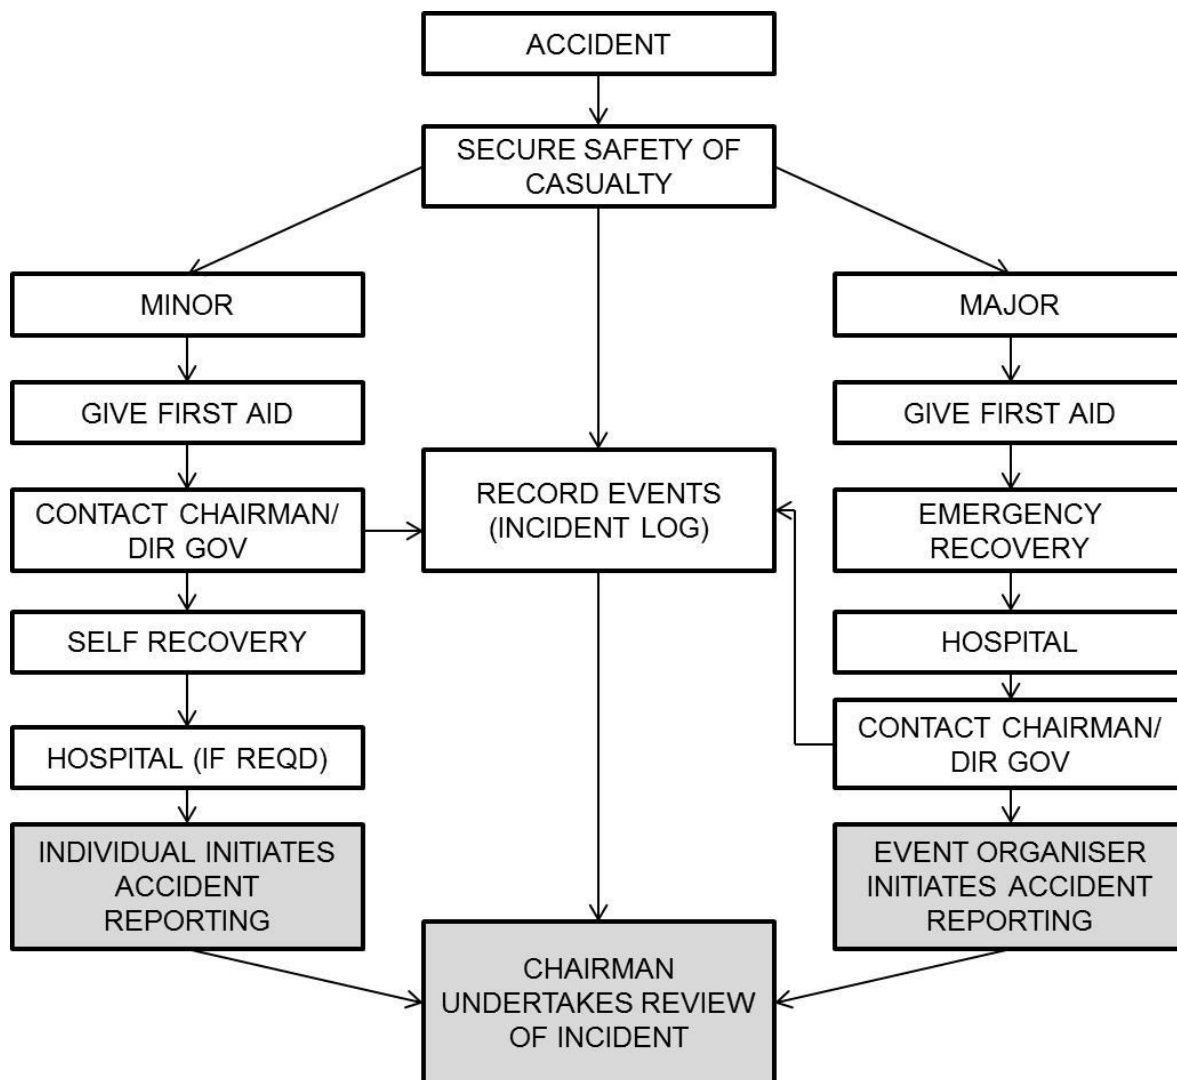 ACCIDENT
SECURE SAFETY OF
CASUALTY
MINOR
MAJOR
GIVE FIRST AID
GIVE FIRST AID
CONTACT CHAIRMAN/
DIR GOV
RECORD EVENTS
(INCIDENT LOG)
EMERGENCY
RECOVERY
SELF RECOVERY
HOSPITAL
HOSPITAL (IF REQD)
CONTACT CHAIRMAN/
DIR GOV
INDIVIDUAL INITIATES
ACCIDENT
REPORTING
EVENT ORGANISER
INITIATES ACCIDENT
REPORTING
CHAIRMAN
UNDERTAKES REVIEW
OF INCIDENT